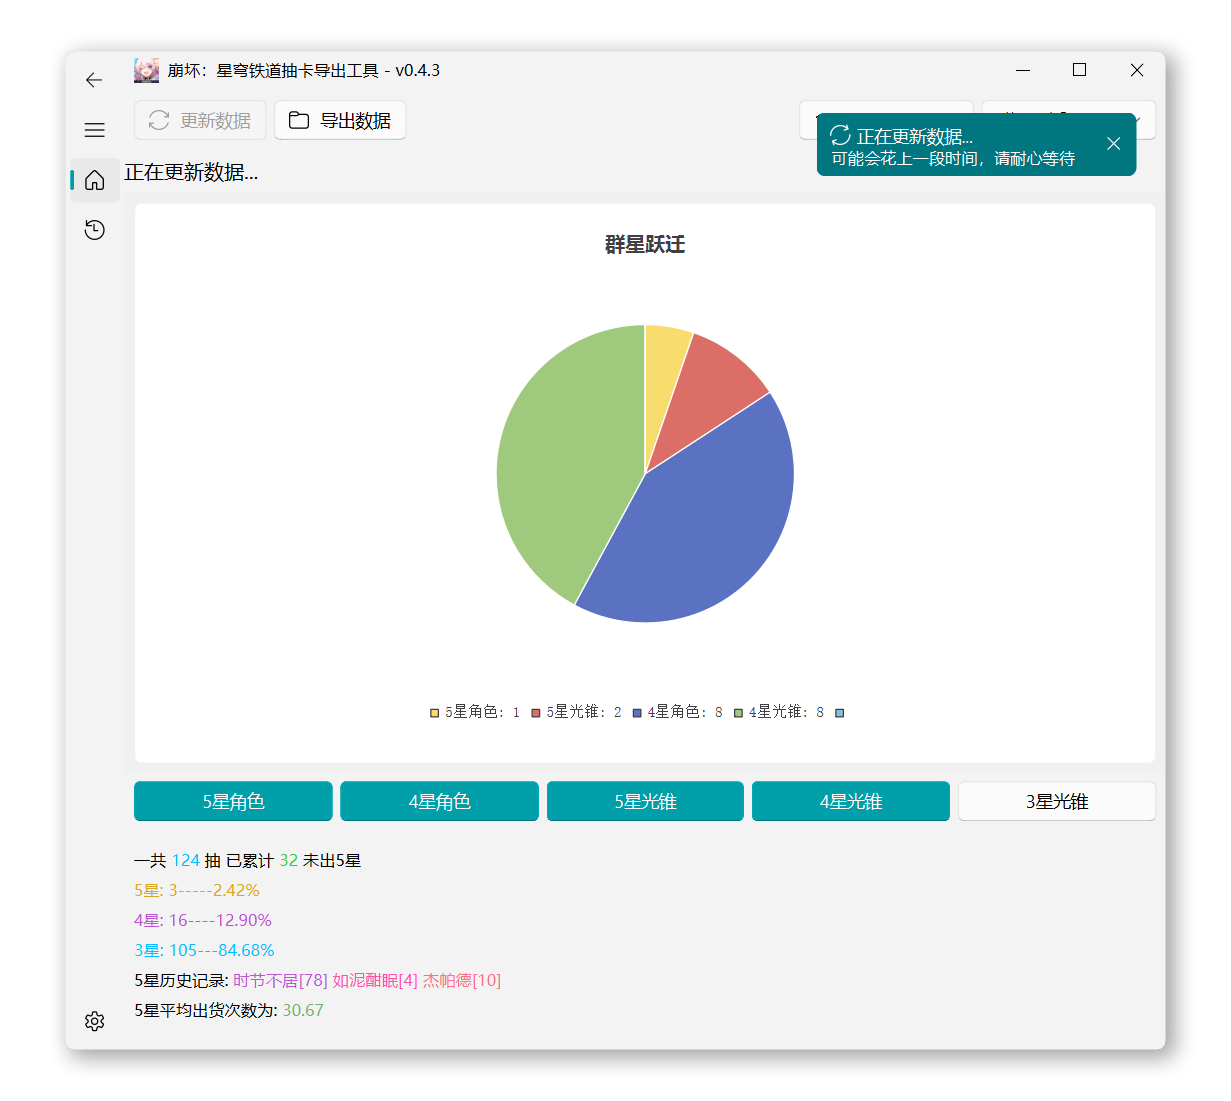 崩坏：星穹铁道抽卡导出工具 - v0.4.3
更新数据
导出数据
正在更新数据...
可能会花上一段时间，请耐心等待
正在更新数据...
群星跃迁
5星角色: 1 5星光锥: 2 4星角色: 8 4星光锥: 8
5星角色
4星角色
5星光锥
4星光锥
3星光锥
一共 124 抽 已累计 32 未出5星
5星: 3-----2.42%
4星: 16----12.90%
3星: 105---84.68%
5星历史记录: 时节不居[78] 如泥酣眠[4] 杰帕德[10]
5星平均出货次数为: 30.67